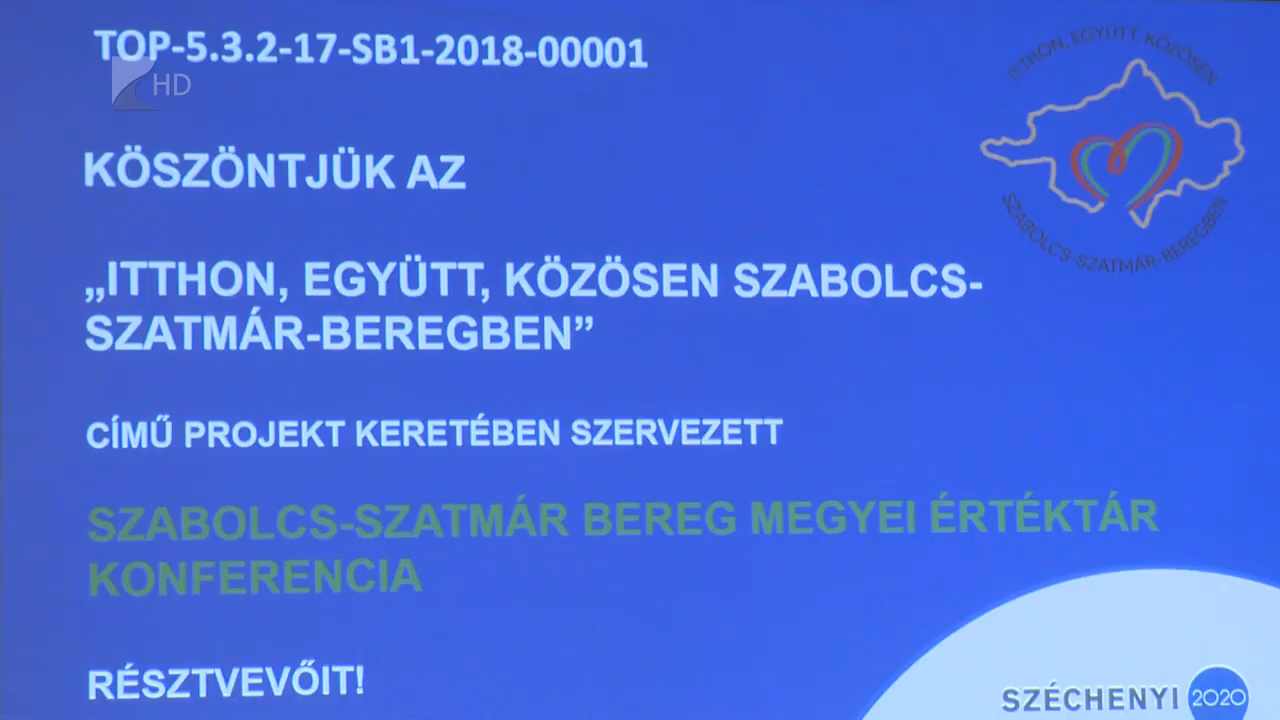 TOP-5.3.2-17-SB1-2018-00001
HD
ITTHON, EGYÜTT, KÖZÖSEN
SZABOLCS-SZATMÁR-BEREGBEN
KÖSZÖNTJÜK AZ
„ITTHON, EGYÜTT, KÖZÖSEN SZABOLCS-
SZATMÁR-BEREGBEN”
CÍMŰ PROJEKT KERETÉBEN SZERVEZETT
SZABOLCS-SZATMÁR BEREG MEGYEI ÉRTÉKTÁR
KONFERENCIA
RÉSZTVEVŐIT!
SZÉCHENYI 2020